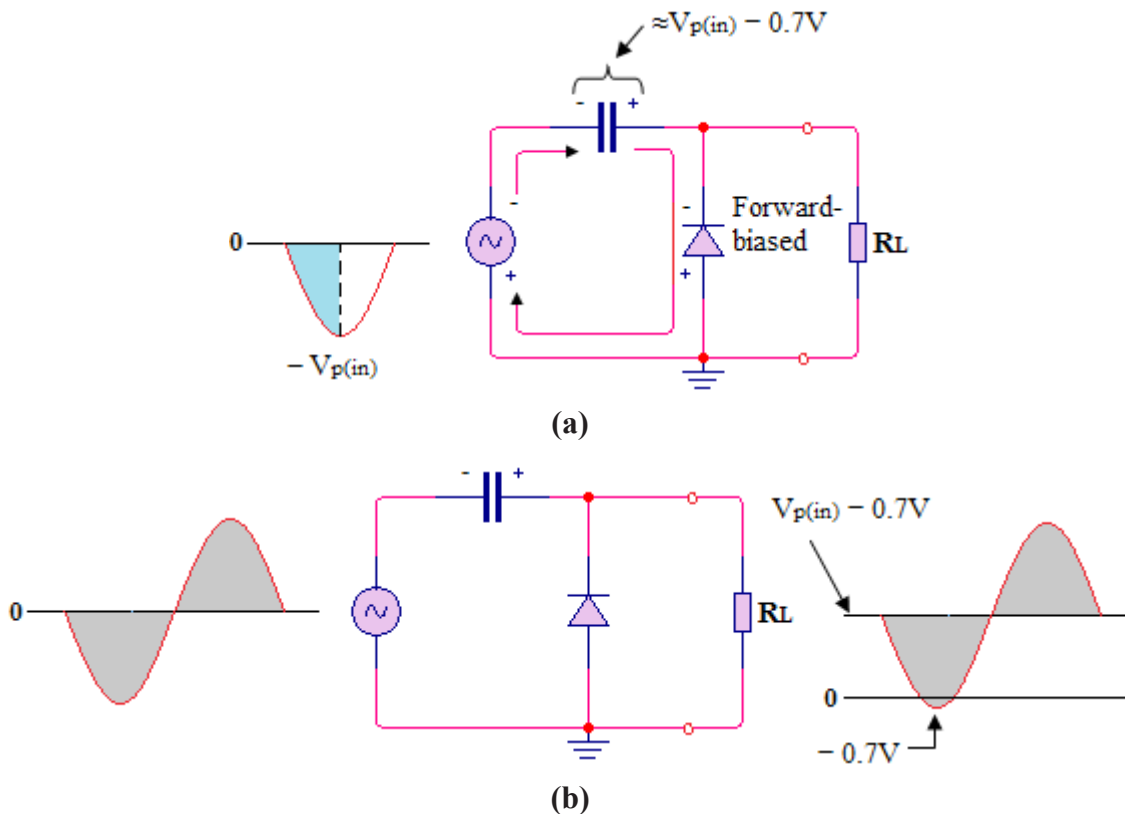 ≈Vp(in) − 0.7V
- +
-
+
-
+
Forward-
biased
RL
0
− Vp(in)
(a)
- +
0
RL
Vp(in) − 0.7V
0
− 0.7V
(b)